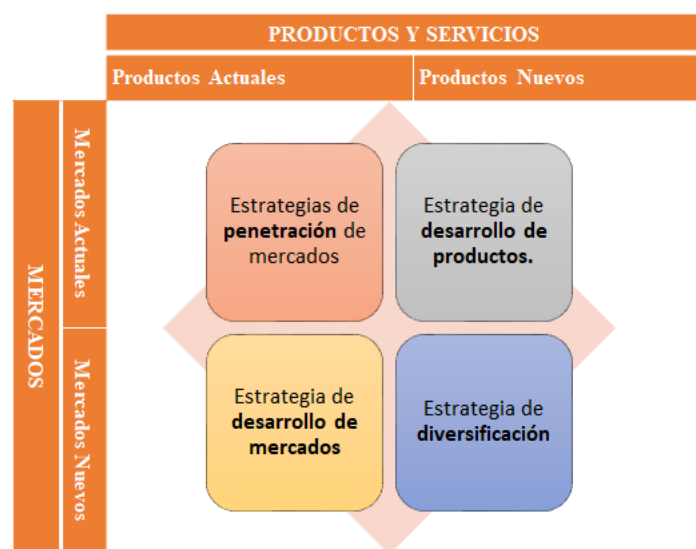 PRODUCTOS Y SERVICIOS
Productos Actuales
Productos Nuevos
MERCADOS
Mercados Actuales
Estrategias de
penetración de
mercados
Estrategia de
desarrollo de
productos.
Mercados Nuevos
Estrategia de
desarrollo de
mercados
Estrategia de
diversificación